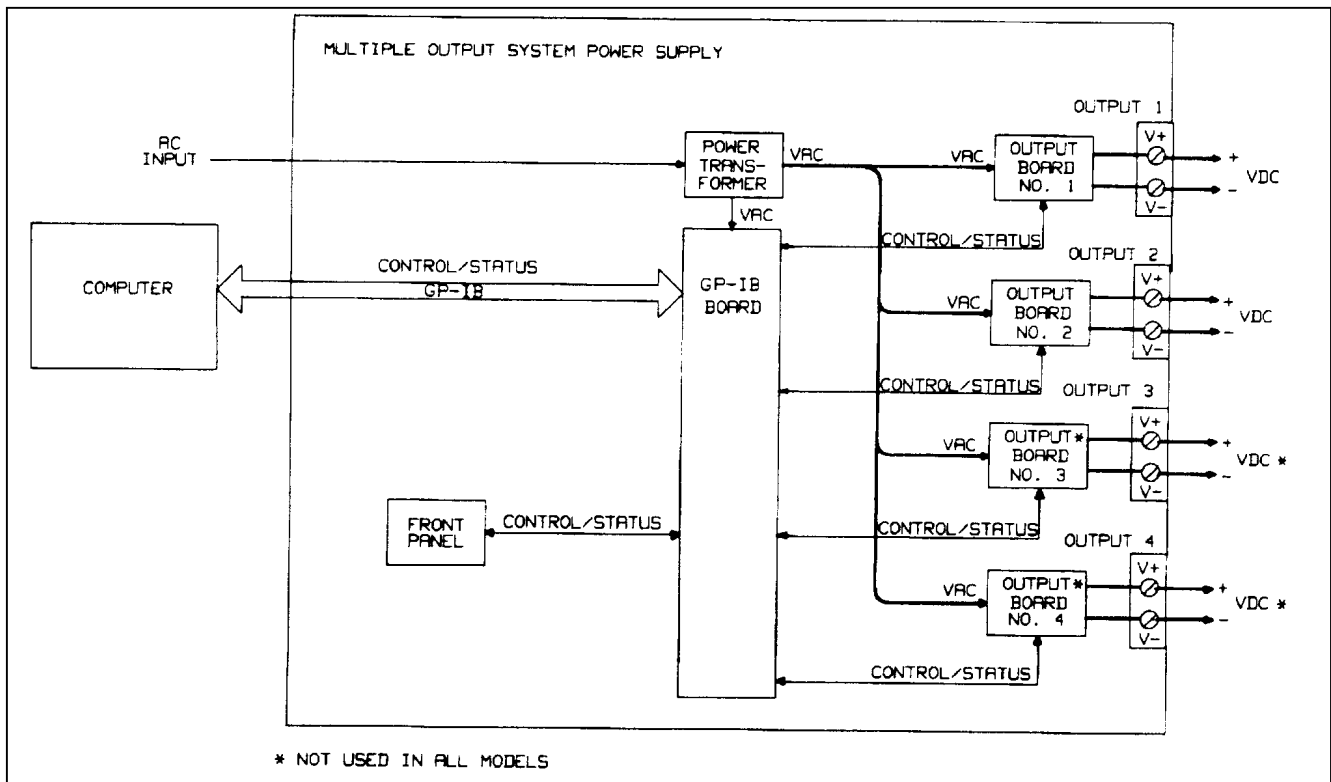 MULTIPLE OUTPUT SYSTEM POWER SUPPLY
OUTPUT 1
AC
INPUT
POWER
TRANS-
FORMER
VAC
VAC
OUTPUT
BOARD
NO. 1
V+
V-
+
-
VDC
VAC
CONTROL/STATUS
COMPUTER
CONTROL/STATUS
GP-IB
GP-IB
BOARD
OUTPUT 2
VAC
OUTPUT
BOARD
NO. 2
V+
V-
+
-
VDC
CONTROL/STATUS
OUTPUT 3
VAC
OUTPUT*
BOARD
NO. 3
V+
V-
+
-
VDC *
CONTROL/STATUS
FRONT
PANEL
CONTROL/STATUS
OUTPUT 4
VAC
OUTPUT*
BOARD
NO. 4
V+
V-
+
-
VDC *
CONTROL/STATUS
* NOT USED IN ALL MODELS